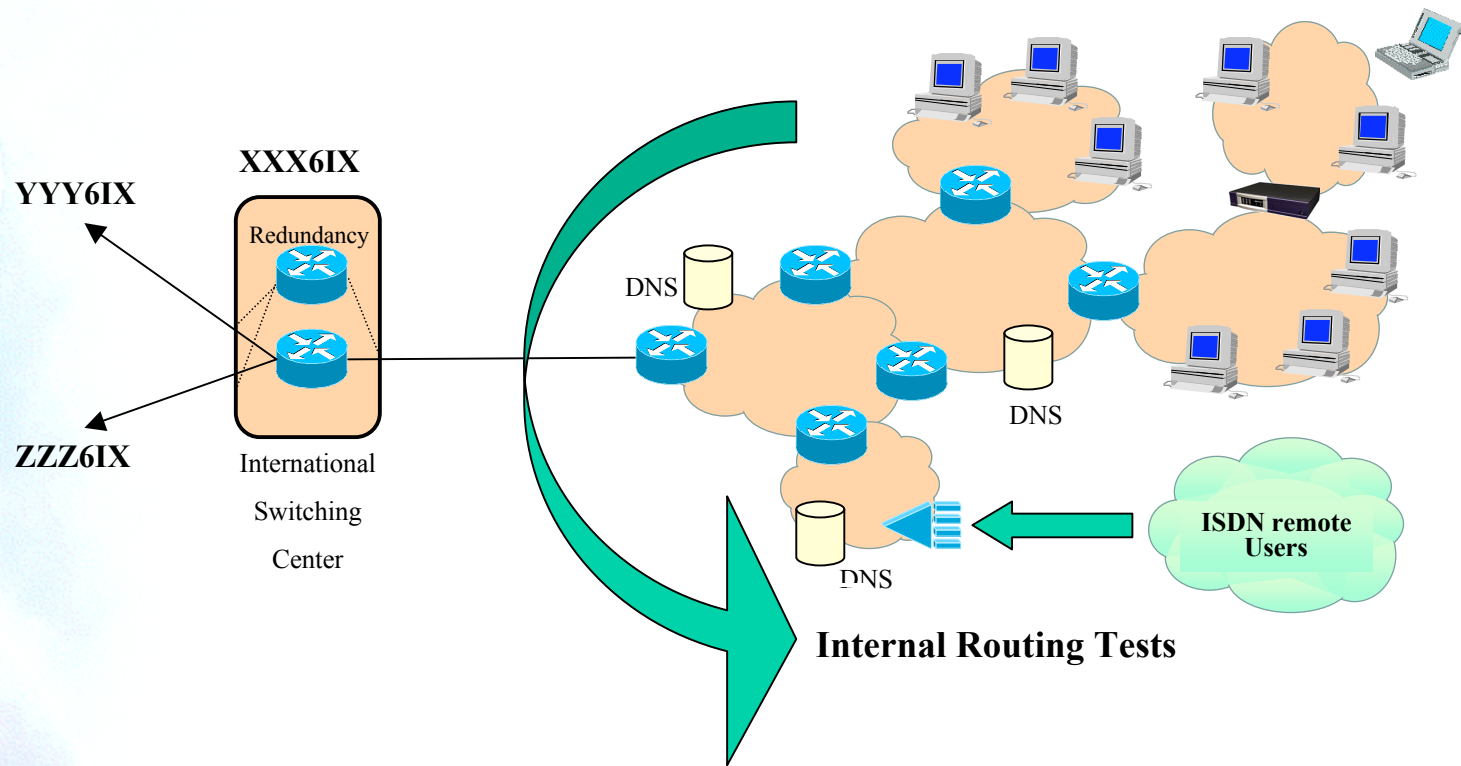 XXX6IX
YYY6IX
Redundancy
ZZZ6IX
International
Switching
Center
DNS
DNS
DNS
ISDN remote
Users
Internal Routing Tests